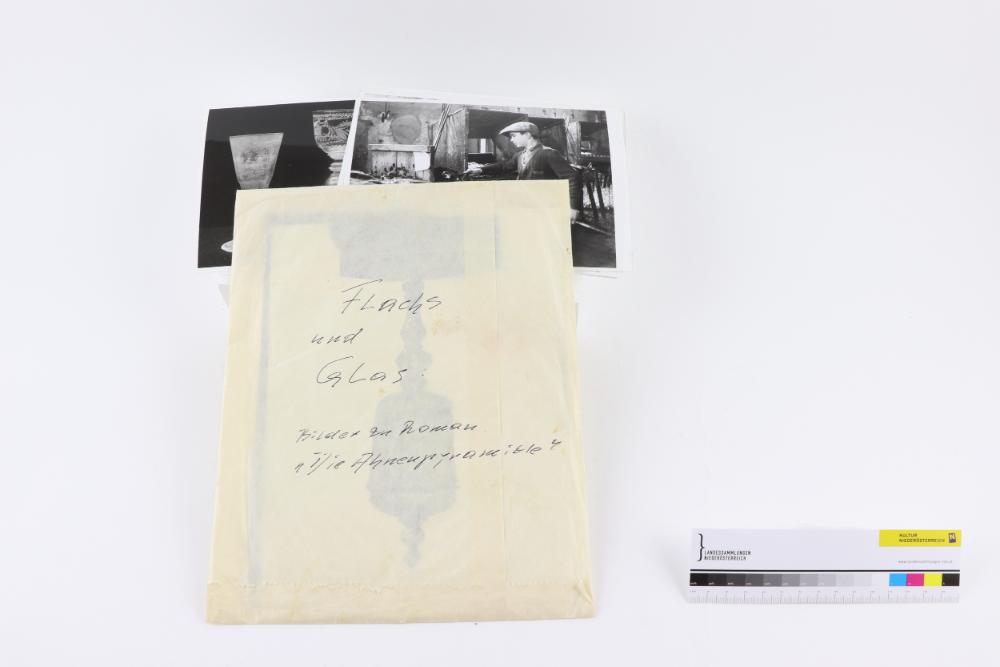 Flachs
und
Glas.
Bilder zu Roman.
„Die Ahnenpyramide“
LANDESSAMMLUNGEN
NIEDERÖSTERREICH
KULTUR
NIEDERÖSTERREICH